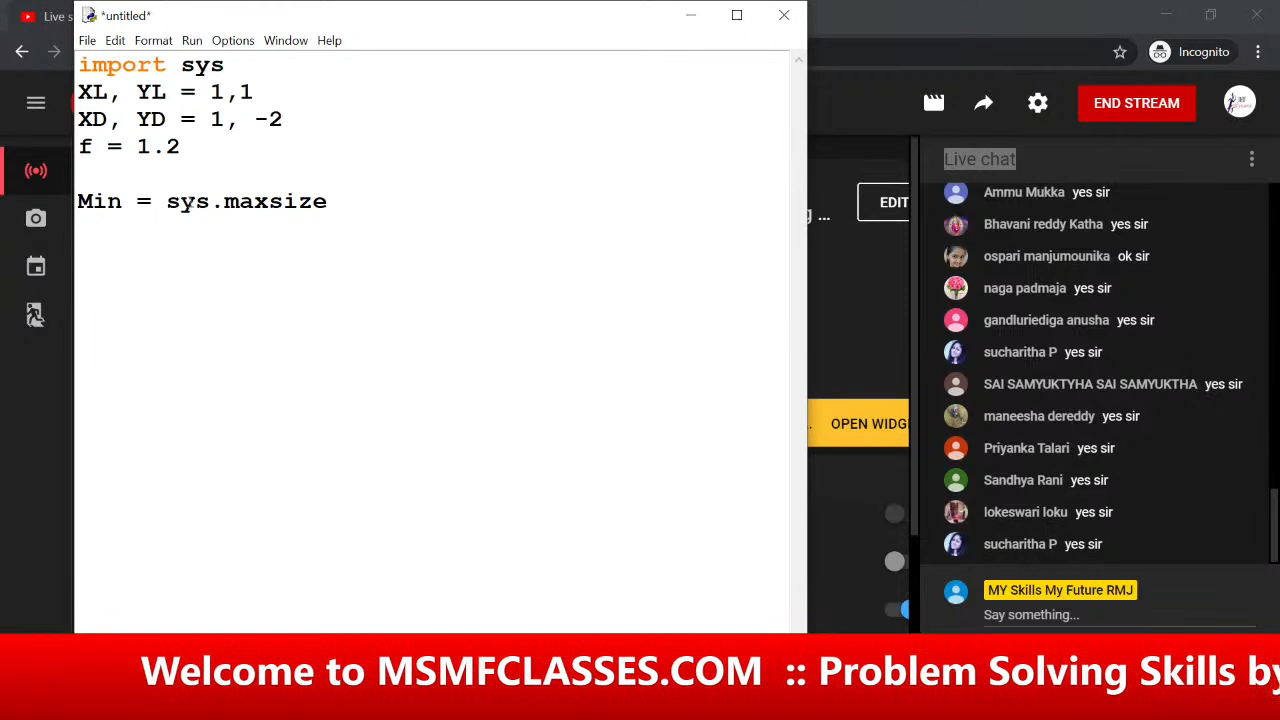 Live s
*untitled*
File Edit Format Run Options Window Help
Incognito
import sys
XL, YL = 1,1
XD, YD = 1, -2
f = 1.2
Min = sys.maxsize
END STREAM
EDIT
...
OPEN WIDG
Live chat
Ammu Mukka yes sir
Bhavani reddy Katha yes sir
ospari manjumounika ok sir
naga padmaja yes sir
gandluriediga anusha yes sir
sucharitha P yes sir
SAI SAMYUKTYHA SAI SAMYUKTHA yes sir
maneesha dereddy yes sir
Priyanka Talari yes sir
Sandhya Rani yes sir
lokeswari loku yes sir
sucharitha P yes sir
MY Skills My Future RMJ
Say something...
Welcome to MSMFCLASSES.COM :: Problem Solving Skills by